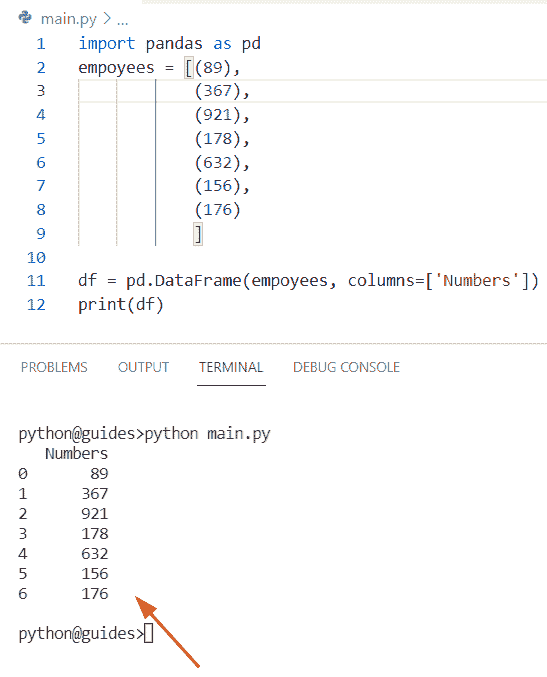 main.py > ...
1 import pandas as pd
2 empoyees = [(89),
3 (367),
4 (921),
5 (178),
6 (632),
7 (156),
8 (176)
9 ]
10
11 df = pd.DataFrame(empoyees, columns=['Numbers'])
12 print(df)
PROBLEMS OUTPUT TERMINAL DEBUG CONSOLE
python@guides>python main.py
Numbers
0 89
1 367
2 921
3 178
4 632
5 156
6 176
python@guides>